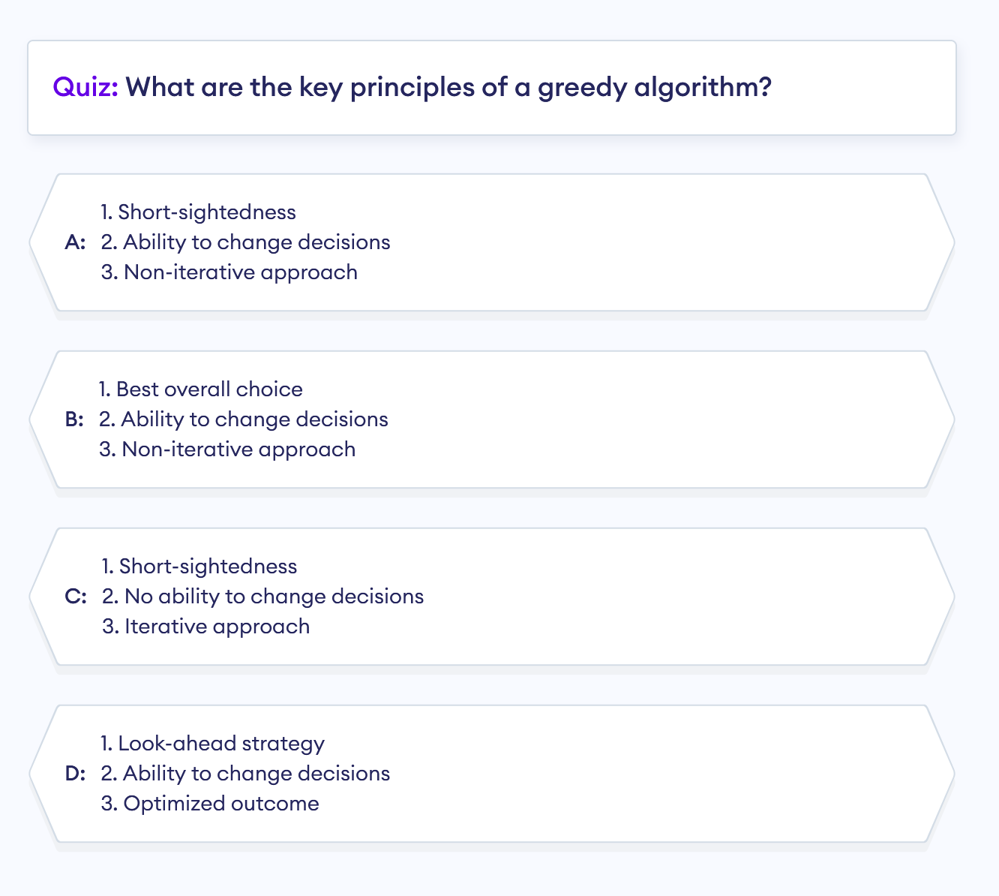 Quiz: What are the key principles of a greedy algorithm?
1. Short-sightedness
A: 2. Ability to change decisions
3. Non-iterative approach
1. Best overall choice
B: 2. Ability to change decisions
3. Non-iterative approach
1. Short-sightedness
C: 2. No ability to change decisions
3. Iterative approach
1. Look-ahead strategy
D: 2. Ability to change decisions
3. Optimized outcome